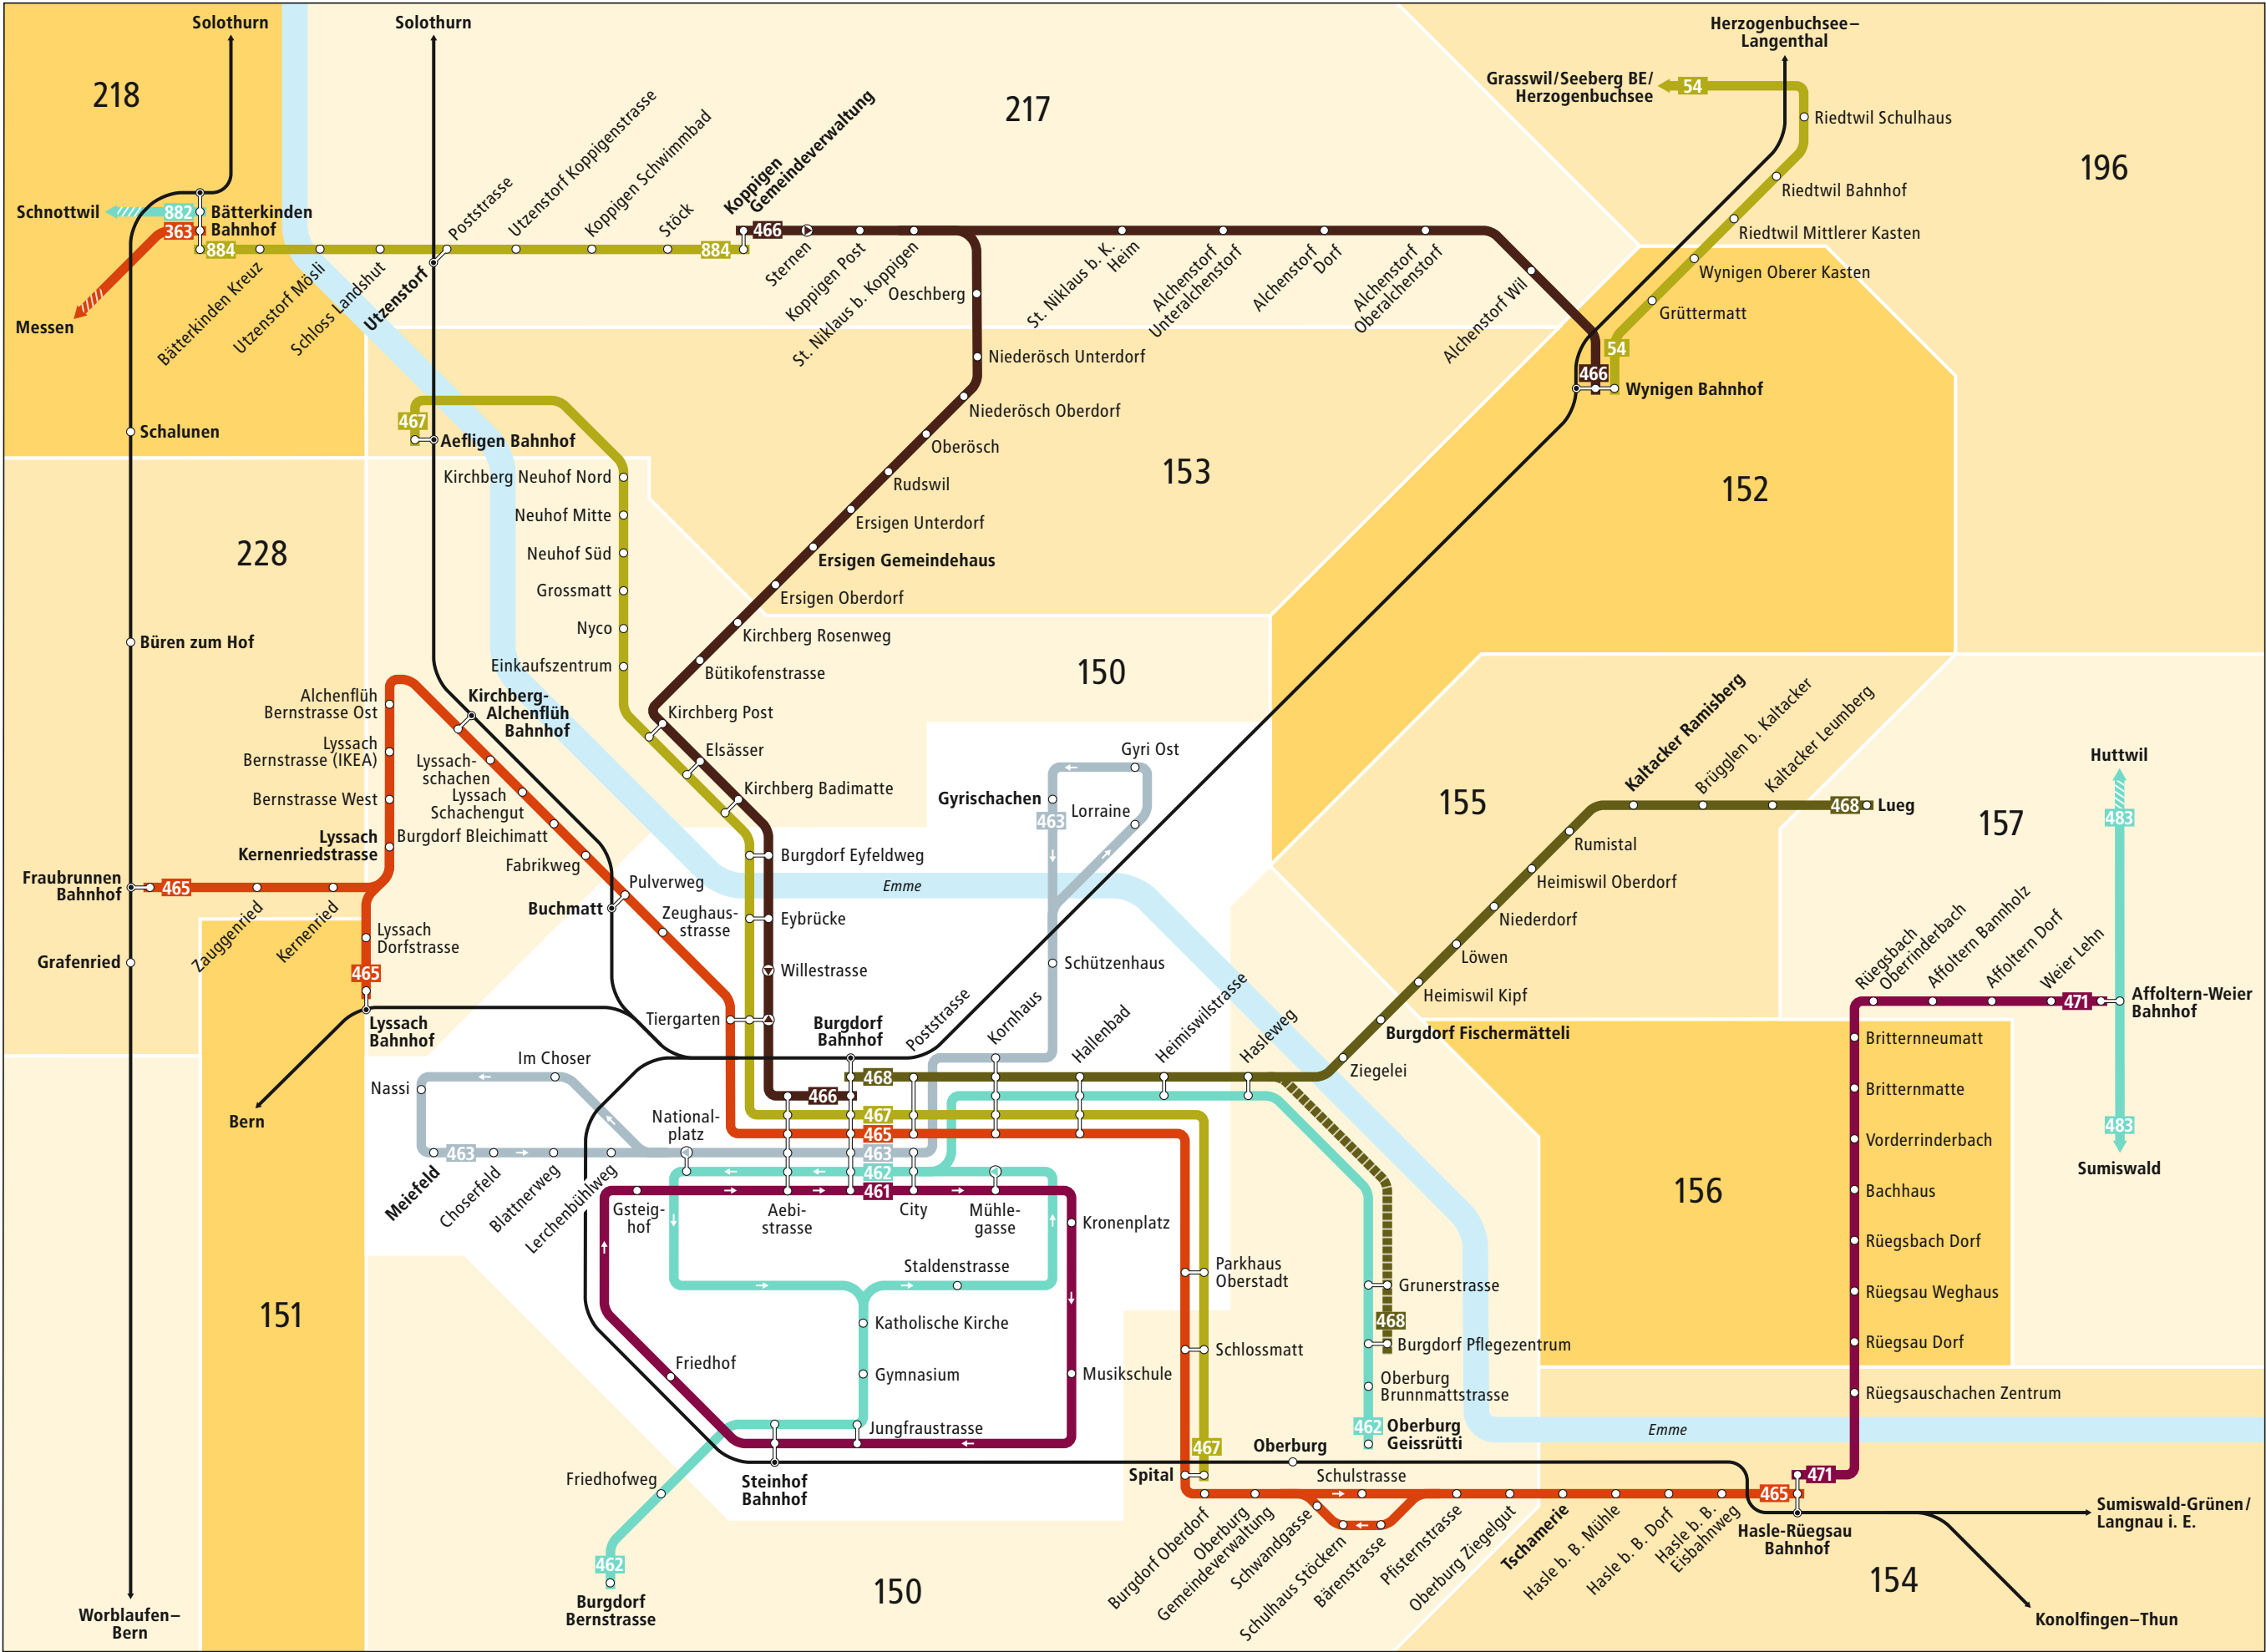 Solothurn
Solothurn
Herzogenbuchsee–
Langenthal
218
217
Grasswil/Seeberg BE/
Herzogenbuchsee
54
196
Riedtwil Schulhaus
Riedtwil Bahnhof
Riedtwil Mittlerer Kasten
Wynigen Oberer Kasten
Grüttermatt
54
466
Wynigen Bahnhof
Schnottwil
882
363
Bätterkinden
Bahnhof
884
Messen
Bätterkinden Kreuz
Utzenstorf Mösli
Schloss Landshut
Utzenstorf
Poststrasse
Utzenstorf Koppigenstrasse
Koppigen Schwimmbad
Stöck
884
Koppigen
Gemeindeverwaltung
466
Sternen
Koppigen Post
St. Niklaus b. Koppigen
Oeschberg
St. Niklaus b. K.
Heim
Alchenstorf
Unteralchenstorf
Alchenstorf
Dorf
Alchenstorf
Oberalchenstorf
Alchenstorf Wil
Niederösch Unterdorf
Niederösch Oberdorf
Oberösch
Rudswil
Ersigen Unterdorf
Ersigen Gemeindehaus
Ersigen Oberdorf
Kirchberg Rosenweg
Bütikofenstrasse
Kirchberg Post
Elsässer
Kirchberg Badimatte
Burgdorf Eyfeldweg
Eybrücke
Willestrasse
153
152
Schalunen
467
Aefligen Bahnhof
Kirchberg Neuhof Nord
Neuhof Mitte
Neuhof Süd
Grossmatt
Nyco
Einkaufszentrum
228
Büren zum Hof
150
Alchenflüh
Bernstrasse Ost
Lyssach
Bernstrasse (IKEA)
Bernstrasse West
Lyssach
Kernenriedstrasse
Kirchberg-
Alchenflüh
Bahnhof
Lyssach-
schachen
Lyssach
Schachengut
Burgdorf Bleichimatt
Fabrikweg
Pulverweg
Buchmatt
Zeughaus-
strasse
Tiergarten
Fraubrunnen
Bahnhof
465
Zauggenried
Kernenried
Lyssach
Dorfstrasse
465
Lyssach
Bahnhof
Grafenried
Bern
Emme
Gyri Ost
Gyrischachen
463
Lorraine
Schützenhaus
155
Kaltacker Ramisberg
Brügglen b. Kaltacker
Kaltacker Leumberg
468
Lueg
Rumistal
Heimiswil Oberdorf
Niederdorf
Löwen
Heimiswil Kipf
Burgdorf Fischermätteli
Ziegelei
157
Huttwil
483
Rüegsbach
Oberrinderbach
Affoltern Bannholz
Affoltern Dorf
Weier Lehn
471
Affoltern-Weier
Bahnhof
483
Sumiswald
Britternneumatt
Britternmatte
Vorderrinderbach
Bachhaus
Rüegsbach Dorf
Rüegsau Weghaus
Rüegsau Dorf
Rüegsauschachen Zentrum
156
Burgdorf
Bahnhof
Poststrasse
Kornhaus
Hallenbad
Heimiswilstrasse
Hasleweg
468
466
467
465
463
462
461
Im Choser
Nassi
Meiefeld
463
Choserfeld
Blattnerweg
Lerchenbühlweg
National-
platz
Gsteig-
hof
Aebi-
strasse
City
Mühle-
gasse
Kronenplatz
Staldenstrasse
Katholische Kirche
Gymnasium
Musikschule
Friedhof
Jungfraustrasse
Steinhof
Bahnhof
Friedhofweg
462
Burgdorf
Bernstrasse
151
150
Parkhaus
Oberstadt
Schlossmatt
467
Spital
Grunerstrasse
468
Burgdorf Pflegezentrum
Oberburg
Brunnmattstrasse
462
Oberburg
Geissrütti
Oberburg
Schulstrasse
Burgdorf Oberdorf
Oberburg
Gemeindeverwaltung
Schwandgasse
Schulhaus Stöckern
Bärenstrasse
Pfisternstrasse
Oberburg Ziegelgut
Tschamerie
Hasle b. B. Mühle
Hasle b. B. Dorf
Hasle b. B.
Eisbahnweg
465
471
Hasle-Rüegsau
Bahnhof
Emme
Sumiswald-Grünen/
Langnau i. E.
154
Konolfingen–Thun
Worblaufen–
Bern